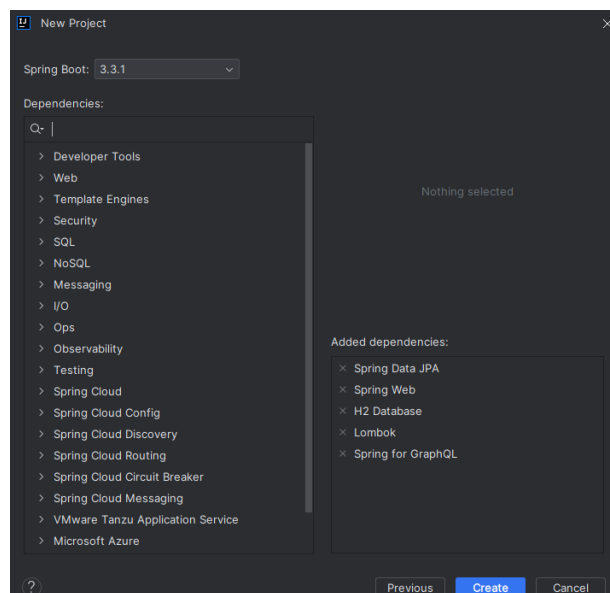 New Project
Spring Boot: 3.3.1
Dependencies:
Developer Tools
Web
Template Engines
Security
SQL
NoSQL
Messaging
I/O
Ops
Observability
Testing
Spring Cloud
Spring Cloud Config
Spring Cloud Discovery
Spring Cloud Routing
Spring Cloud Circuit Breaker
Spring Cloud Messaging
VMware Tanzu Application Service
Microsoft Azure
Nothing selected
Added dependencies:
Spring Data JPA
Spring Web
H2 Database
Lombok
Spring for GraphQL
?
Previous
Create
Cancel